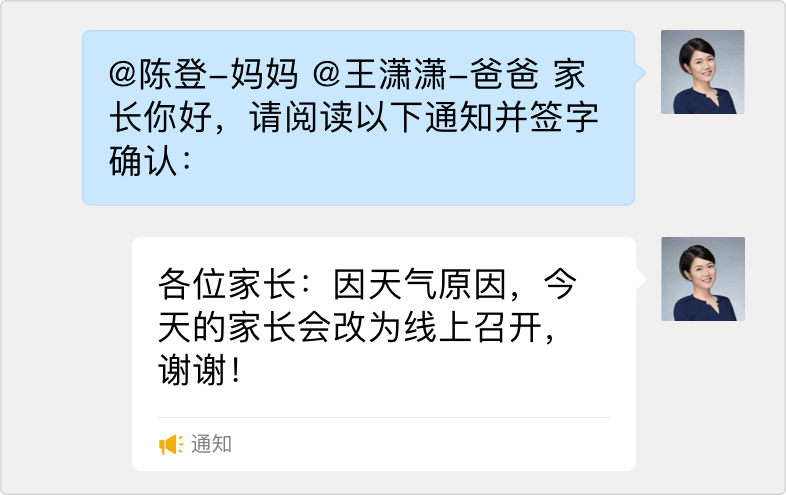 @陈登-妈妈 @王潇潇-爸爸 家
长你好，请阅读以下通知并签字
确认：
各位家长：因天气原因，今
天的家长会改为线上召开，
谢谢！
通知